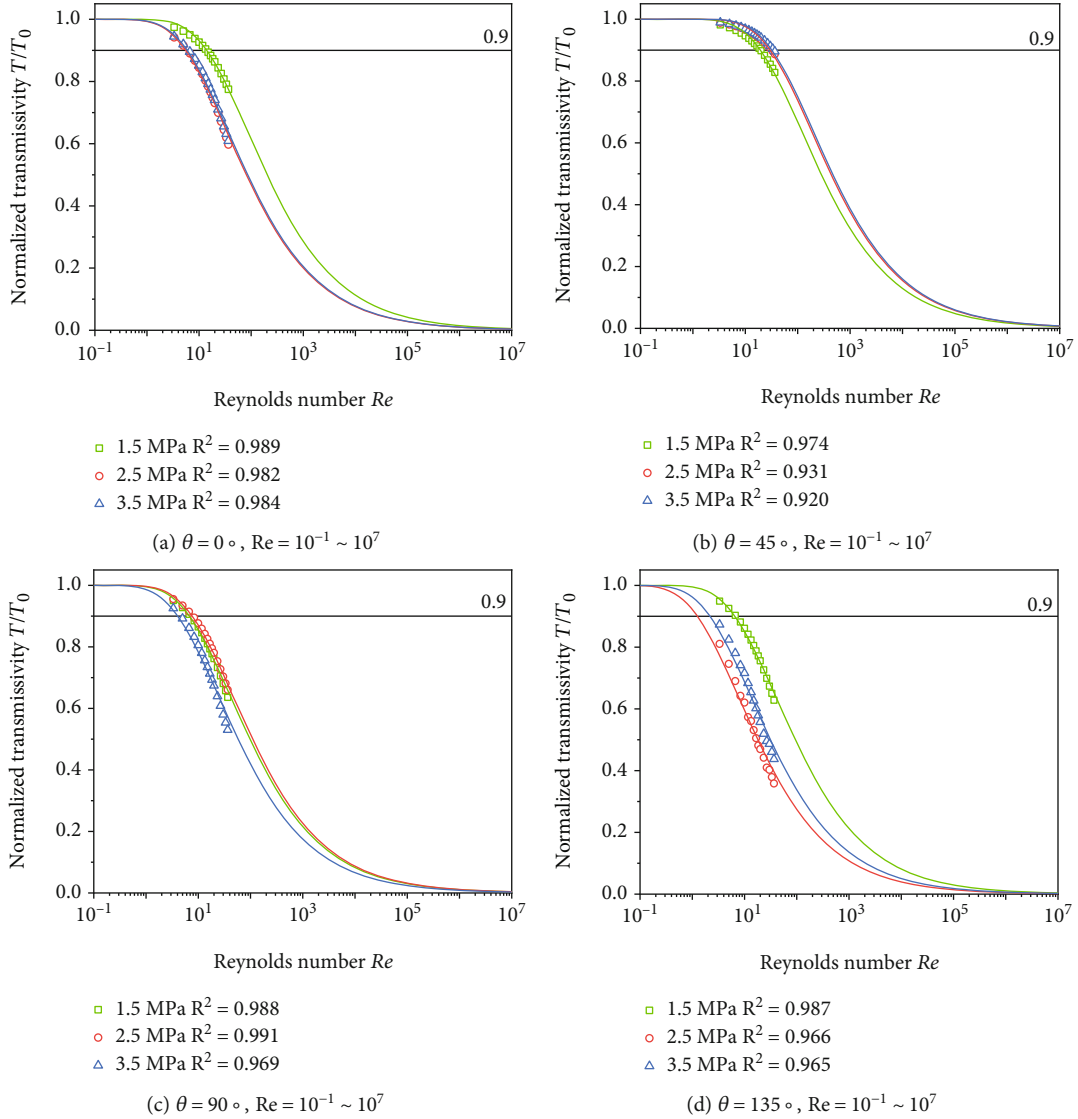 1.0
0.8
0.6
0.4
0.2
0.0
Normalized transmissivity T/T₀
0.9
10⁻¹ 10¹ 10³ 10⁵ 10⁷
Reynolds number Re
1.5 MPa R² = 0.989
2.5 MPa R² = 0.982
3.5 MPa R² = 0.984
(a) θ = 0 ∘, Re = 10⁻¹ ~ 10⁷
1.0
0.8
0.6
0.4
0.2
0.0
Normalized transmissivity T/T₀
0.9
10⁻¹ 10¹ 10³ 10⁵ 10⁷
Reynolds number Re
1.5 MPa R² = 0.974
2.5 MPa R² = 0.931
3.5 MPa R² = 0.920
(b) θ = 45 ∘, Re = 10⁻¹ ~ 10⁷
1.0
0.8
0.6
0.4
0.2
0.0
Normalized transmissivity T/T₀
0.9
10⁻¹ 10¹ 10³ 10⁵ 10⁷
Reynolds number Re
1.5 MPa R² = 0.988
2.5 MPa R² = 0.991
3.5 MPa R² = 0.969
(c) θ = 90 ∘, Re = 10⁻¹ ~ 10⁷
1.0
0.8
0.6
0.4
0.2
0.0
Normalized transmissivity T/T₀
0.9
10⁻¹ 10¹ 10³ 10⁵ 10⁷
Reynolds number Re
1.5 MPa R² = 0.987
2.5 MPa R² = 0.966
3.5 MPa R² = 0.965
(d) θ = 135 ∘, Re = 10⁻¹ ~ 10⁷